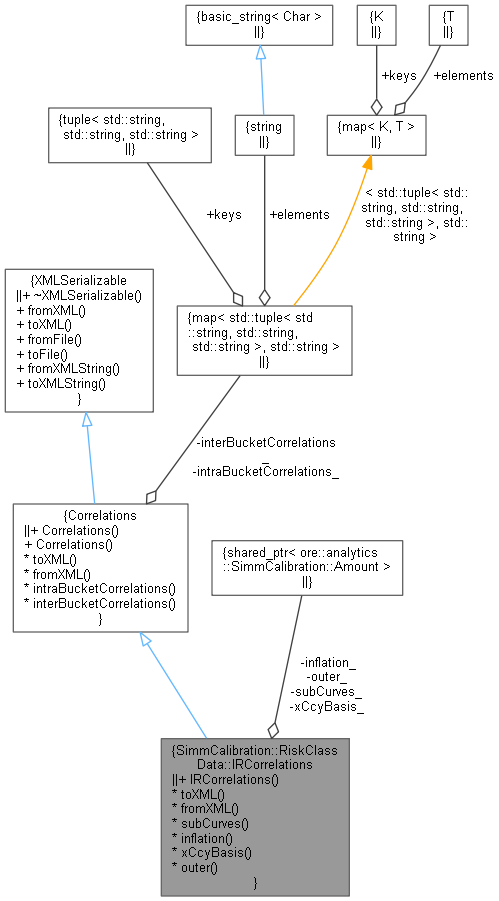 {basic_string< Char >
||}
{K
||}
{T
||}
+keys
+elements
{tuple< std::string,
std::string, std::string >
||}
{string
||}
{map< K, T >
||}
+keys
+elements
< std::tuple< std::
string, std::string,
std::string >, std::
string >
{XMLSerializable
||+ ~XMLSerializable()
+ fromXML()
+ toXML()
+ fromFile()
+ toFile()
+ fromXMLString()
+ toXMLString()
}
{map< std::tuple< std
::string, std::string,
std::string >, std::string >
||}
-interBucketCorrelations
_
-intraBucketCorrelations_
{Correlations
||+ Correlations()
+ Correlations()
* toXML()
* fromXML()
* intraBucketCorrelations()
* interBucketCorrelations()
}
{shared_ptr< ore::analytics
::SimmCalibration::Amount >
||}
-inflation_
-outer_
-subCurves_
-xCcyBasis_
{SimmCalibration::RiskClass
Data::IRCorrelations
||+ IRCorrelations()
* toXML()
* fromXML()
* subCurves()
* inflation()
* xCcyBasis()
* outer()
}